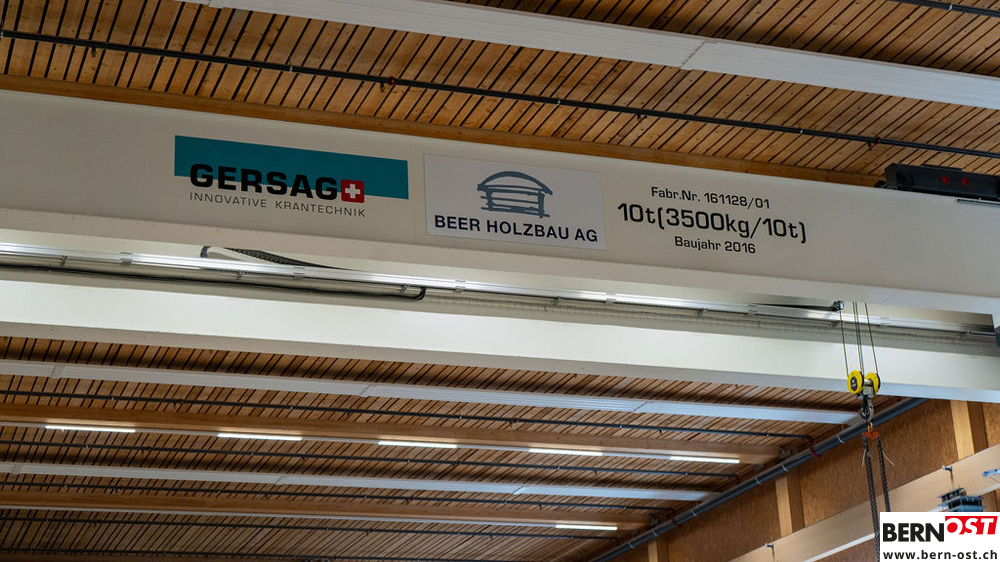 GERSAG
INNOVATIVE KRANTECHNIK
BEER HOLZBAU AG
Fabr.Nr. 161128/01
10t(3500kg/10t)
Baujahr 2016
BERNOST
www.bern-ost.ch